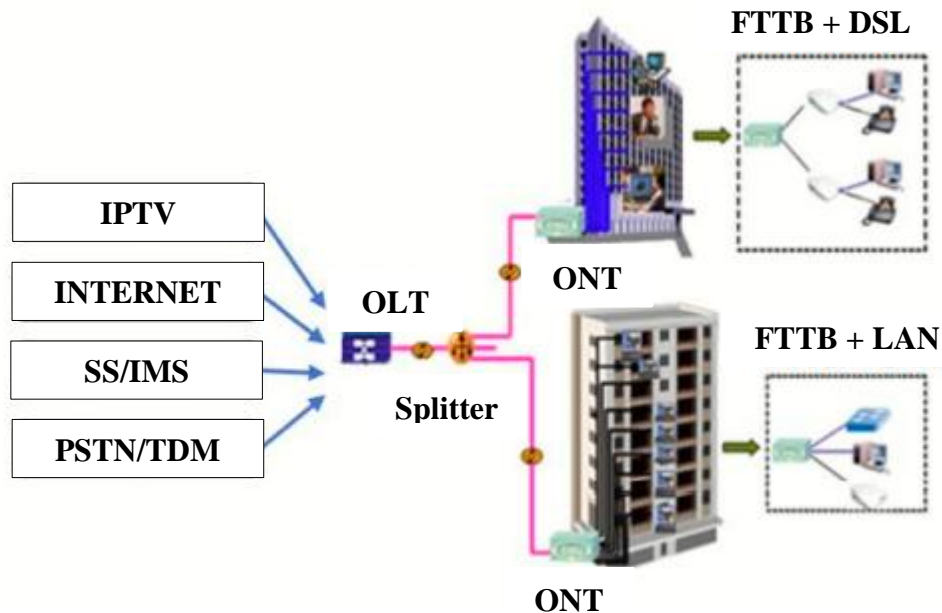 FTTB + DSL
IPTV
INTERNET
SS/IMS
PSTN/TDM
OLT
Splitter
ONT
FTTB + LAN
ONT